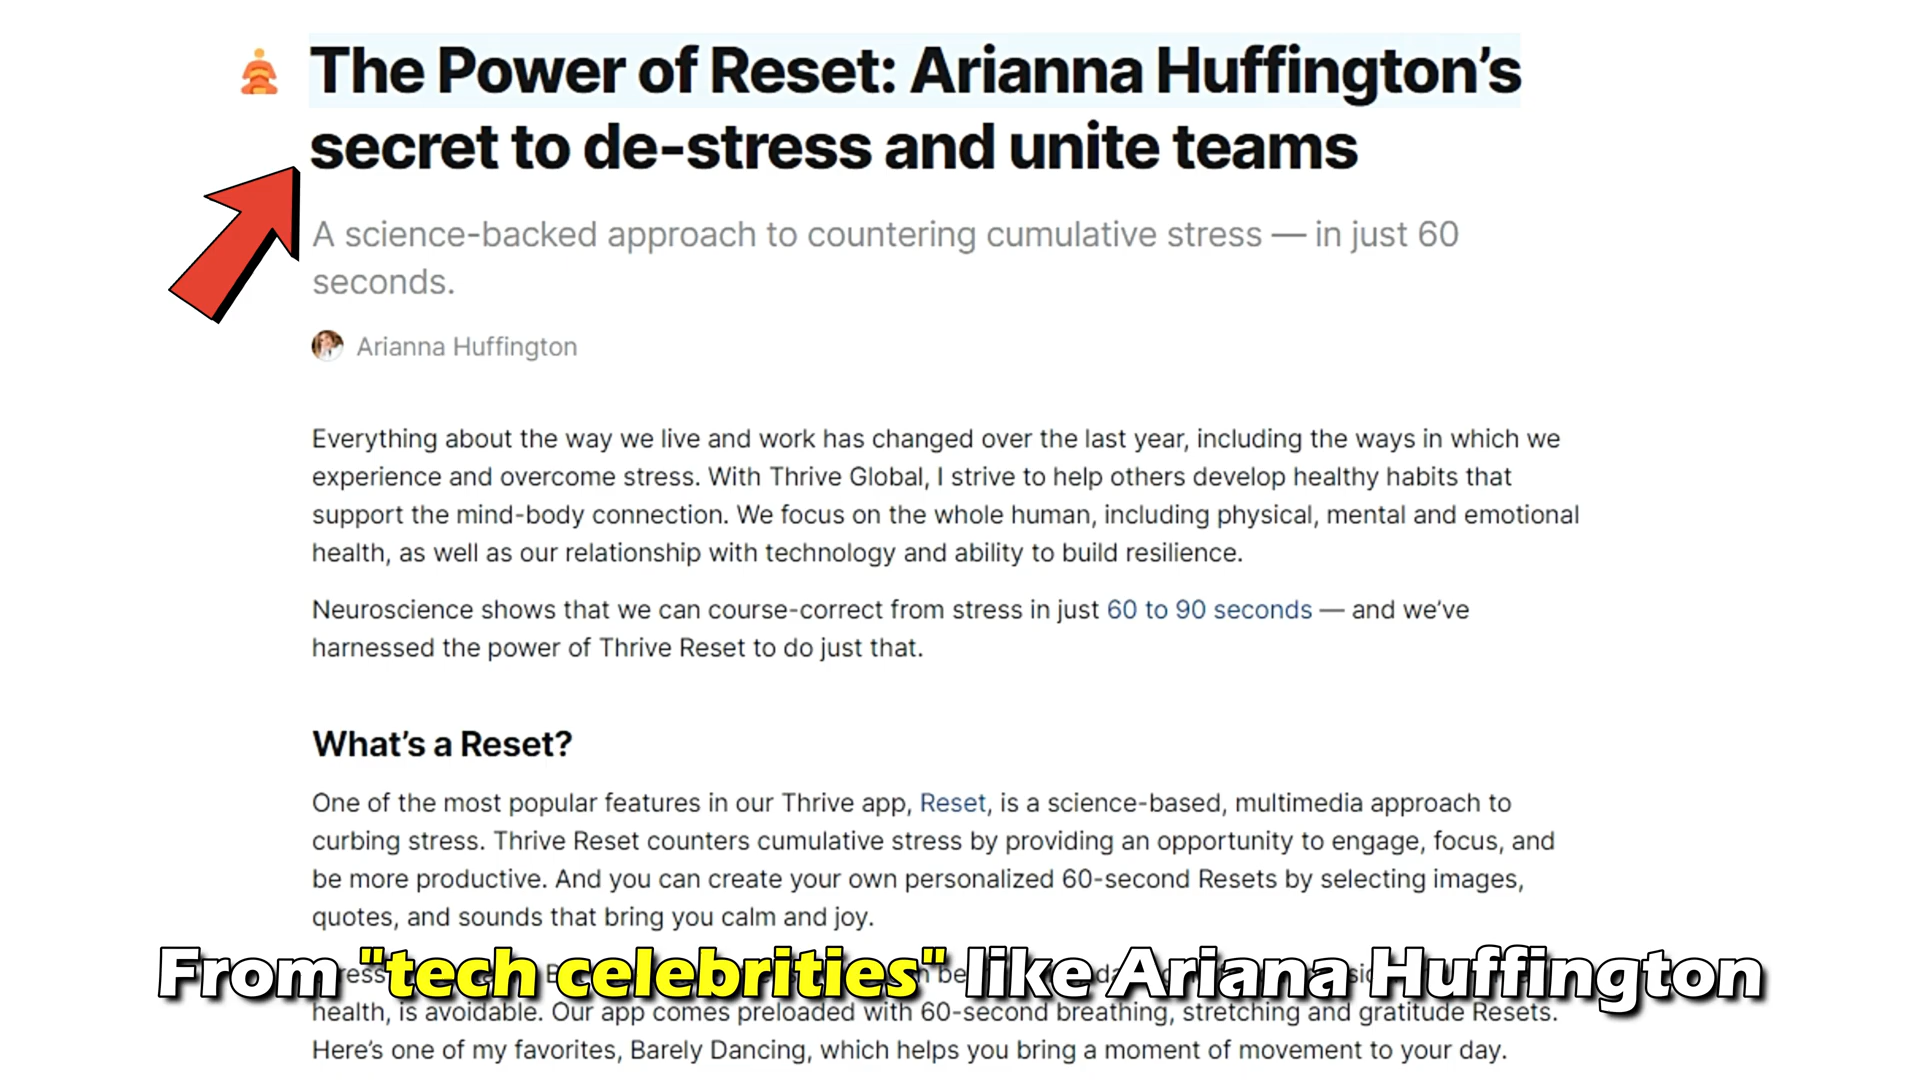 The Power of Reset: Arianna Huffington’s
secret to de-stress and unite teams
A science-backed approach to countering cumulative stress — in just 60
seconds.
Arianna Huffington
Everything about the way we live and work has changed over the last year, including the ways in which we
experience and overcome stress. With Thrive Global, I strive to help others develop healthy habits that
support the mind-body connection. We focus on the whole human, including physical, mental and emotional
health, as well as our relationship with technology and ability to build resilience.
Neuroscience shows that we can course-correct from stress in just 60 to 90 seconds — and we’ve
harnessed the power of Thrive Reset to do just that.
What’s a Reset?
One of the most popular features in our Thrive app, Reset, is a science-based, multimedia approach to
curbing stress. Thrive Reset counters cumulative stress by providing an opportunity to engage, focus, and
be more productive. And you can create your own personalized 60-second Resets by selecting images,
quotes, and sounds that bring you calm and joy.
From "tech celebrities" like Ariana Huffington
health, is avoidable. Our app comes preloaded with 60-second breathing, stretching and gratitude Resets.
Here’s one of my favorites, Barely Dancing, which helps you bring a moment of movement to your day.